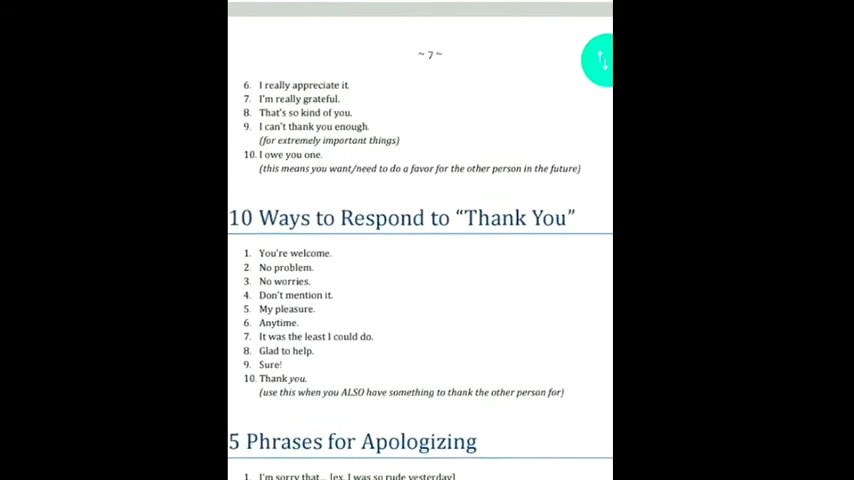 ~ 7 ~
6. I really appreciate it.
7. I'm really grateful.
8. That's so kind of you.
9. I can't thank you enough.
(for extremely important things)
10. I owe you one.
(this means you want/need to do a favor for the other person in the future)
10 Ways to Respond to “Thank You”
1. You're welcome.
2. No problem.
3. No worries.
4. Don't mention it.
5. My pleasure.
6. Anytime.
7. It was the least I could do.
8. Glad to help.
9. Sure!
10. Thank you.
(use this when you ALSO have something to thank the other person for)
5 Phrases for Apologizing
1. I'm sorry that... [ex. I was so rude yesterday]